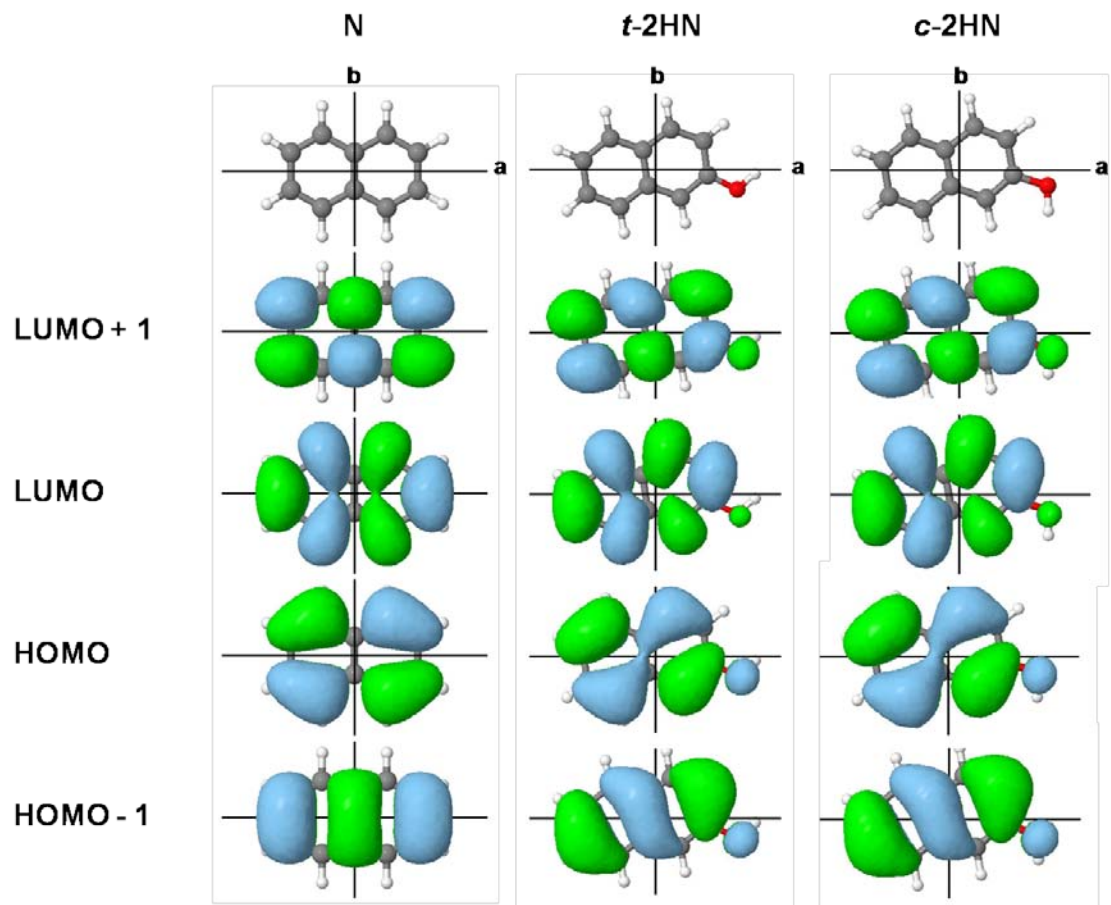 N t-2HN c-2HN
b b b
a a a
LUMO + 1
LUMO
HOMO
HOMO - 1